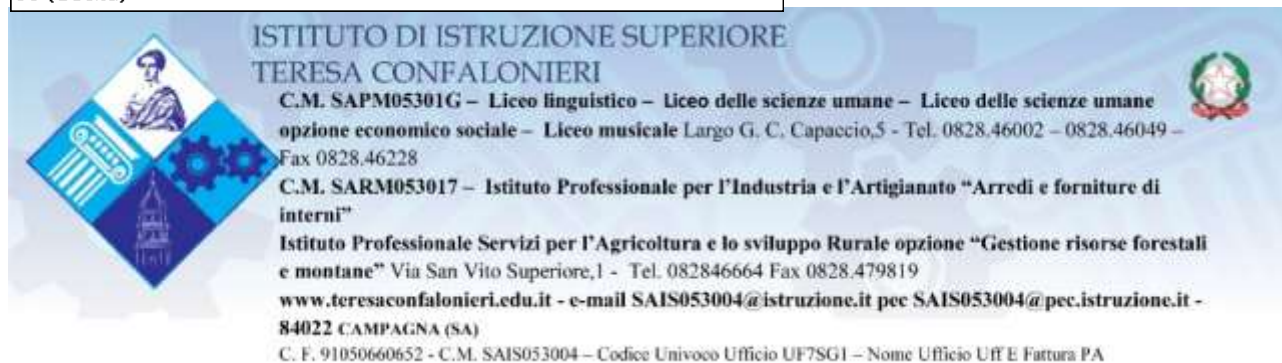 ISTITUTO DI ISTRUZIONE SUPERIORE
TERESA CONFALONIERI
C.M. SAPM05301G – Liceo linguistico – Liceo delle scienze umane – Liceo delle scienze umane
opzione economico sociale – Liceo musicale Largo G. C. Capaccio,5 - Tel. 0828.46002 – 0828.46049 –
Fax 0828.46228
C.M. SARM053017 – Istituto Professionale per l'Industria e l'Artigianato “Arredi e forniture di
interni”
Istituto Professionale Servizi per l'Agricoltura e lo sviluppo Rurale opzione “Gestione risorse forestali
e montane” Via San Vito Superiore,1 - Tel. 082846664 Fax 0828.479819
www.teresaconfalonieri.edu.it - e-mail SAIS053004@istruzione.it pec SAIS053004@pec.istruzione.it -
84022 CAMPAGNA (SA)
C. F. 91050660652 - C.M. SAIS053004 – Codice Univoco Ufficio UF7SG1 – Nome Ufficio Uff E Fattura PA